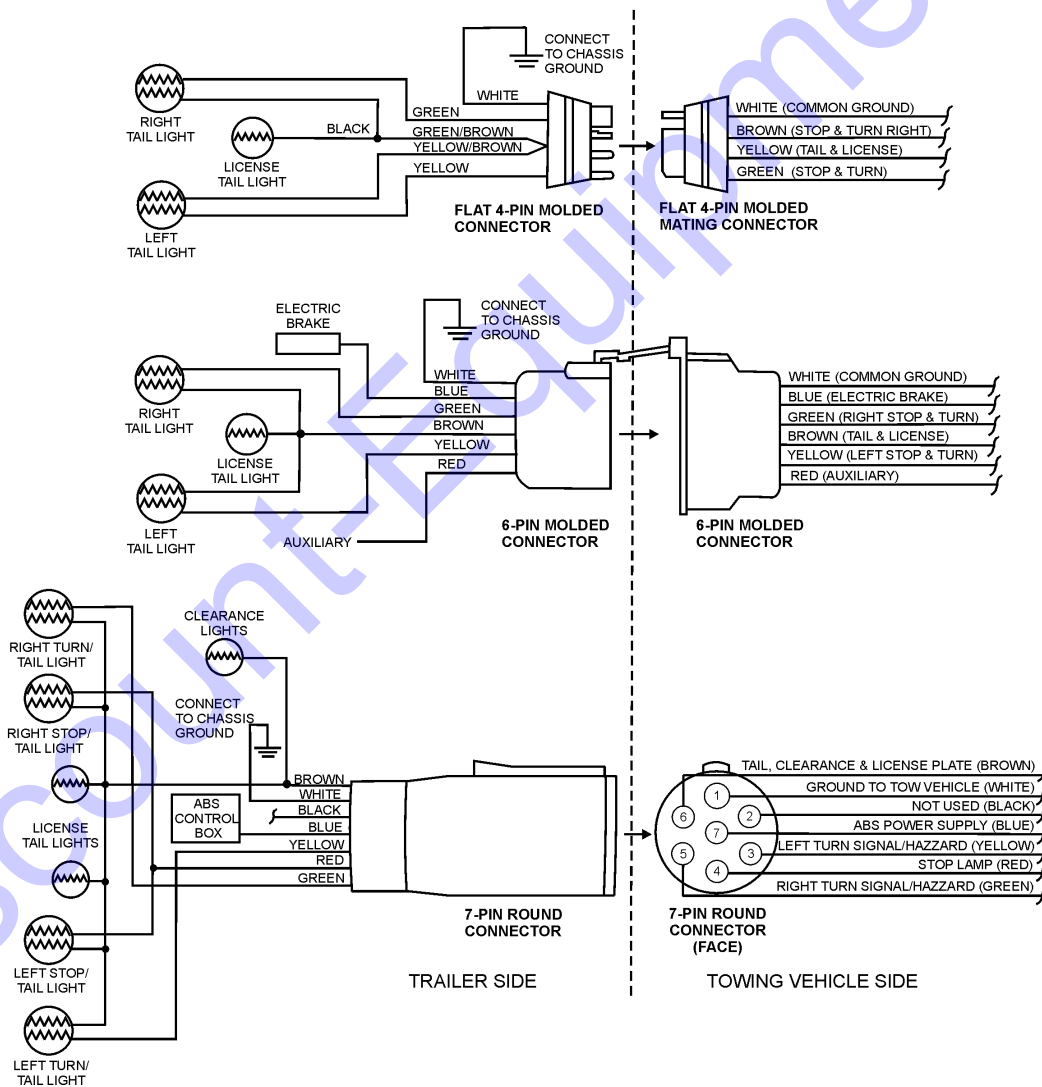 CONNECT
TO CHASSIS
GROUND
WHITE
GREEN
RIGHT
TAIL LIGHT
BLACK
GREEN/BROWN
YELLOW/BROWN
LICENSE
TAIL LIGHT
YELLOW
LEFT
TAIL LIGHT
FLAT 4-PIN MOLDED
CONNECTOR
WHITE (COMMON GROUND)
BROWN (STOP & TURN RIGHT)
YELLOW (TAIL & LICENSE)
GREEN (STOP & TURN)
FLAT 4-PIN MOLDED
MATING CONNECTOR
ELECTRIC
BRAKE
CONNECT
TO CHASSIS
GROUND
WHITE
BLUE
GREEN
BROWN
YELLOW
RED
RIGHT
TAIL LIGHT
LICENSE
TAIL LIGHT
LEFT
TAIL LIGHT
AUXILIARY
6-PIN MOLDED
CONNECTOR
WHITE (COMMON GROUND)
BLUE (ELECTRIC BRAKE)
GREEN (RIGHT STOP & TURN)
BROWN (TAIL & LICENSE)
YELLOW (LEFT STOP & TURN)
RED (AUXILIARY)
6-PIN MOLDED
CONNECTOR
RIGHT TURN/
TAIL LIGHT
CLEARANCE
LIGHTS
RIGHT STOP/
TAIL LIGHT
CONNECT
TO CHASSIS
GROUND
LICENSE
TAIL LIGHTS
ABS
CONTROL
BOX
BROWN
WHITE
BLACK
BLUE
YELLOW
RED
GREEN
LEFT STOP/
TAIL LIGHT
LEFT TURN/
TAIL LIGHT
7-PIN ROUND
CONNECTOR
TAIL, CLEARANCE & LICENSE PLATE (BROWN)
GROUND TO TOW VEHICLE (WHITE)
NOT USED (BLACK)
ABS POWER SUPPLY (BLUE)
LEFT TURN SIGNAL/HAZZARD (YELLOW)
STOP LAMP (RED)
RIGHT TURN SIGNAL/HAZZARD (GREEN)
1
6
2
7
5
3
4
7-PIN ROUND
CONNECTOR
(FACE)
TRAILER SIDE
TOWING VEHICLE SIDE
scount-Equipme